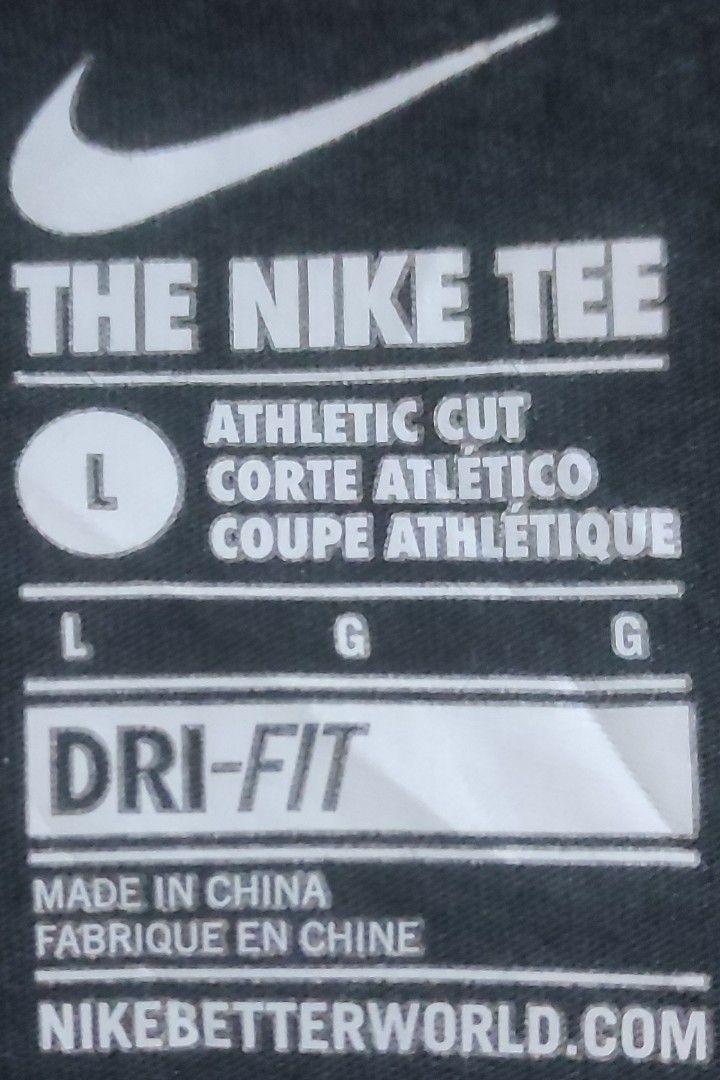 THE NIKE TEE
L
ATHLETIC CUT
CORTE ATLÉTICO
COUPE ATHLÉTIQUE
L G G
DRI-FIT
MADE IN CHINA
FABRIQUE EN CHINE
NIKEBETTERWORLD.COM